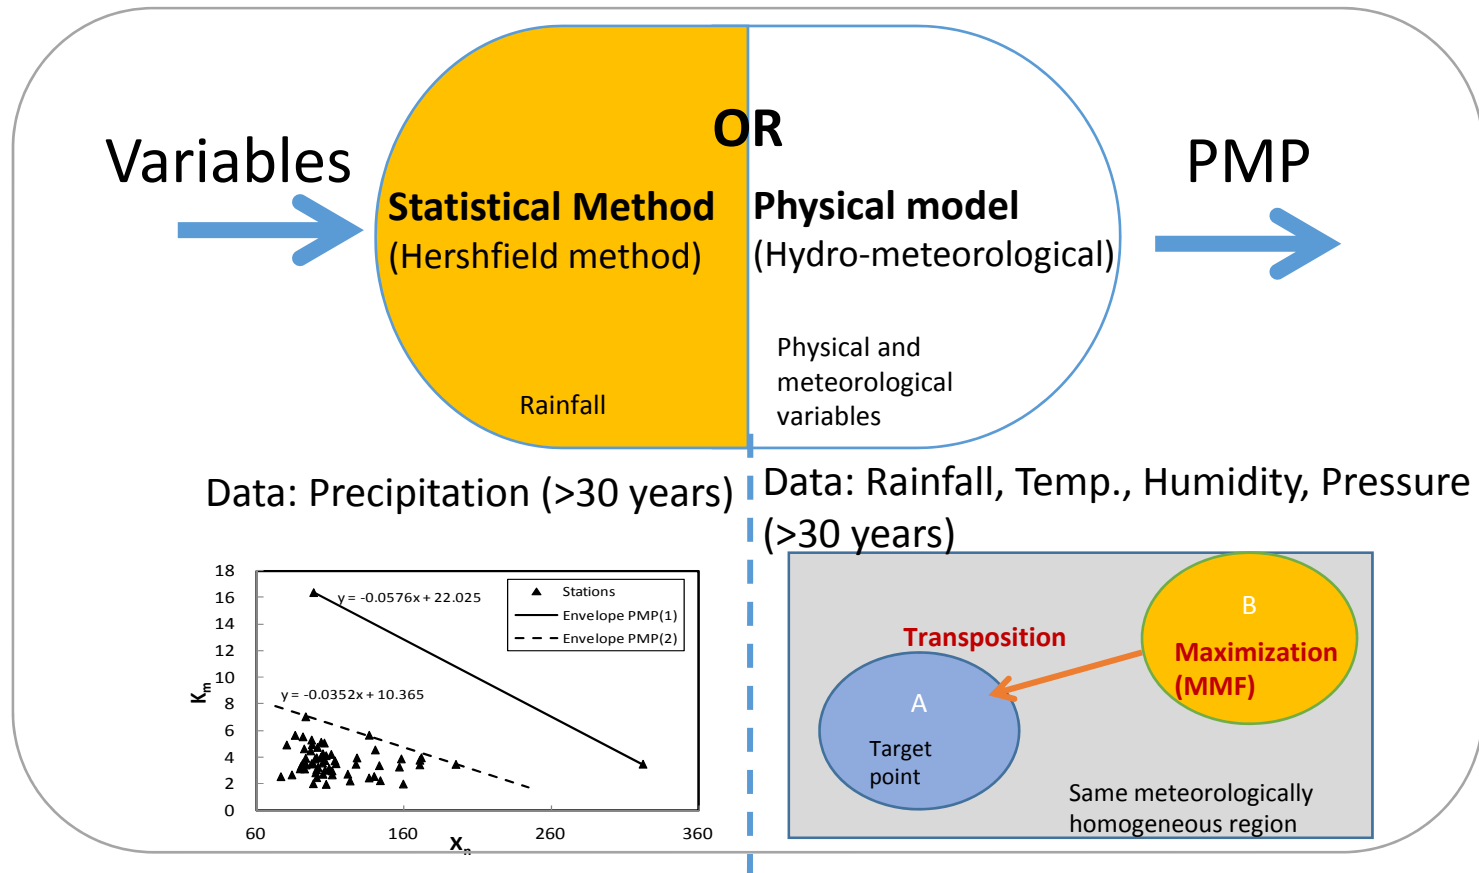 OR
Variables
PMP
Statistical Method
(Hershfield method)
Physical model
(Hydro-meteorological)
Physical and
meteorological
variables
Rainfall
Data: Precipitation (>30 years)
Data: Rainfall, Temp., Humidity, Pressure
(>30 years)
18
16
14
12
10
8
6
4
2
0
Km
y = -0.0576x + 22.025
y = -0.0352x + 10.365
Stations
Envelope PMP(1)
Envelope PMP(2)
60
160
260
360
Xn
B
Transposition
Maximization
(MMF)
A
Target
point
Same meteorologically
homogeneous region